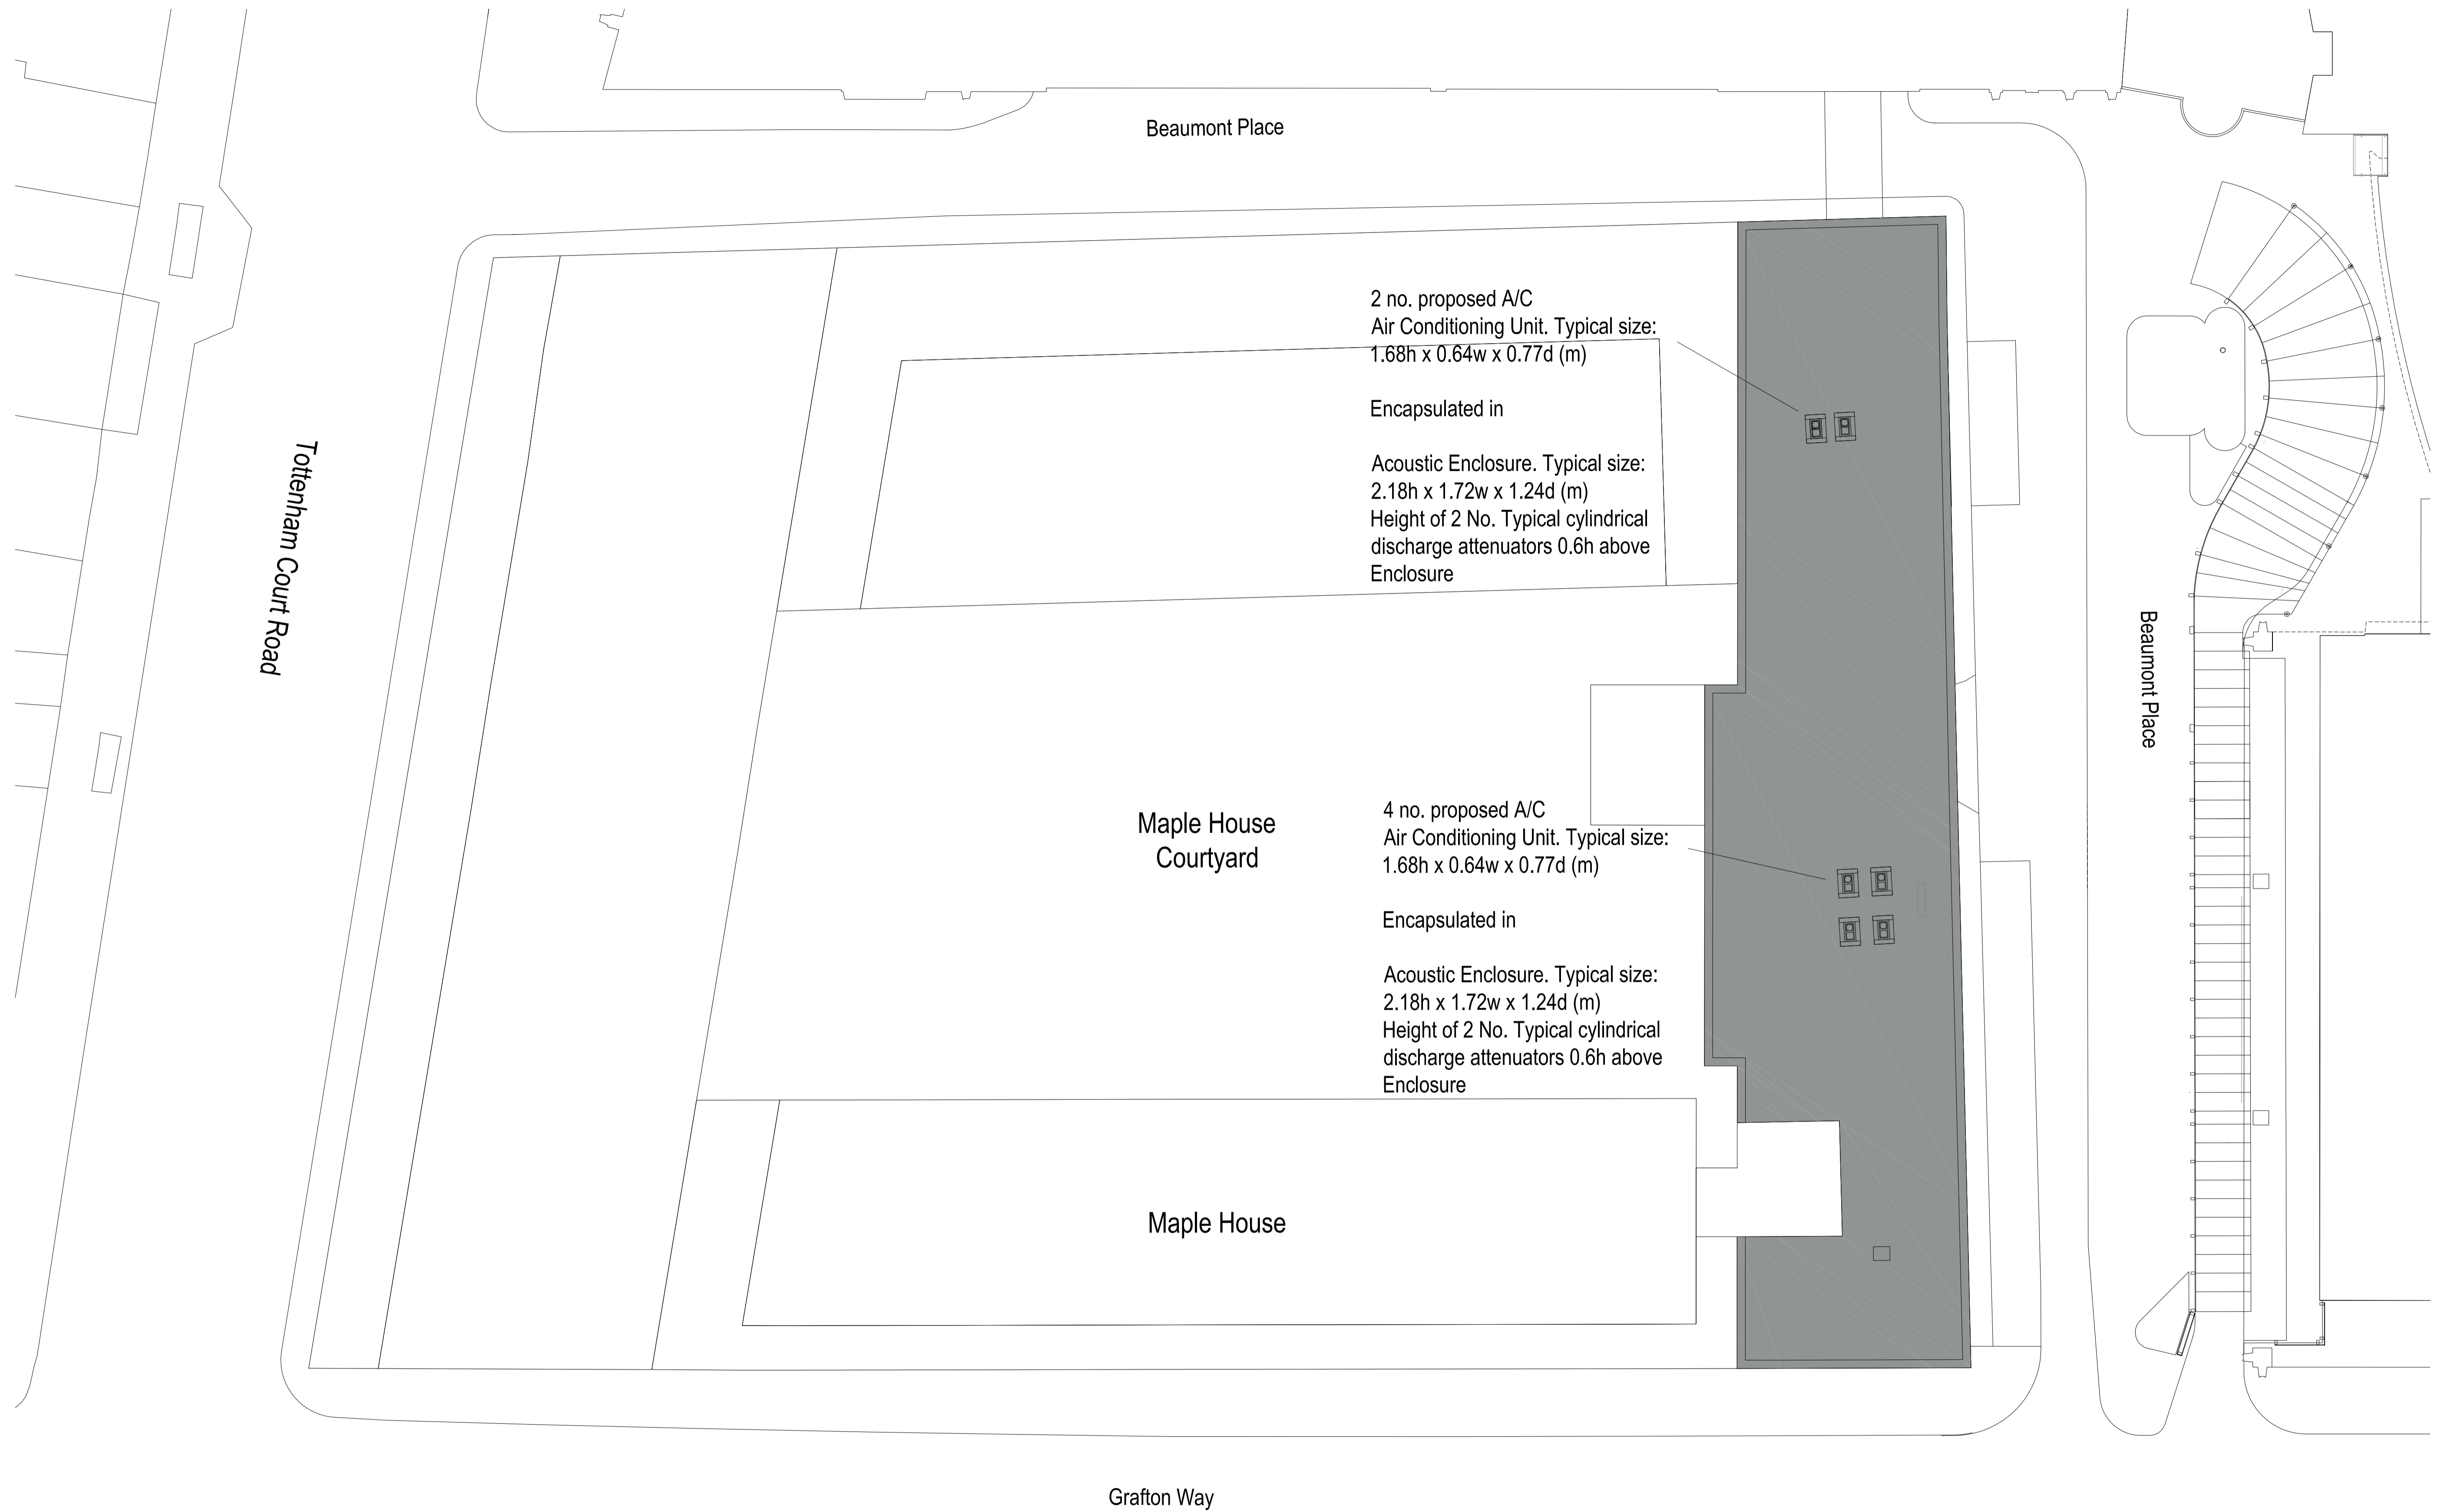 Beaumont Place
2 no. proposed A/C
Air Conditioning Unit. Typical size:
1.68h x 0.64w x 0.77d (m)
Encapsulated in
Acoustic Enclosure. Typical size:
2.18h x 1.72w x 1.24d (m)
Height of 2 No. Typical cylindrical
discharge attenuators 0.6h above
Enclosure
Tottenham Court Road
Beaumont Place
Maple House
Courtyard
4 no. proposed A/C
Air Conditioning Unit. Typical size:
1.68h x 0.64w x 0.77d (m)
Encapsulated in
Acoustic Enclosure. Typical size:
2.18h x 1.72w x 1.24d (m)
Height of 2 No. Typical cylindrical
discharge attenuators 0.6h above
Enclosure
Maple House
Grafton Way